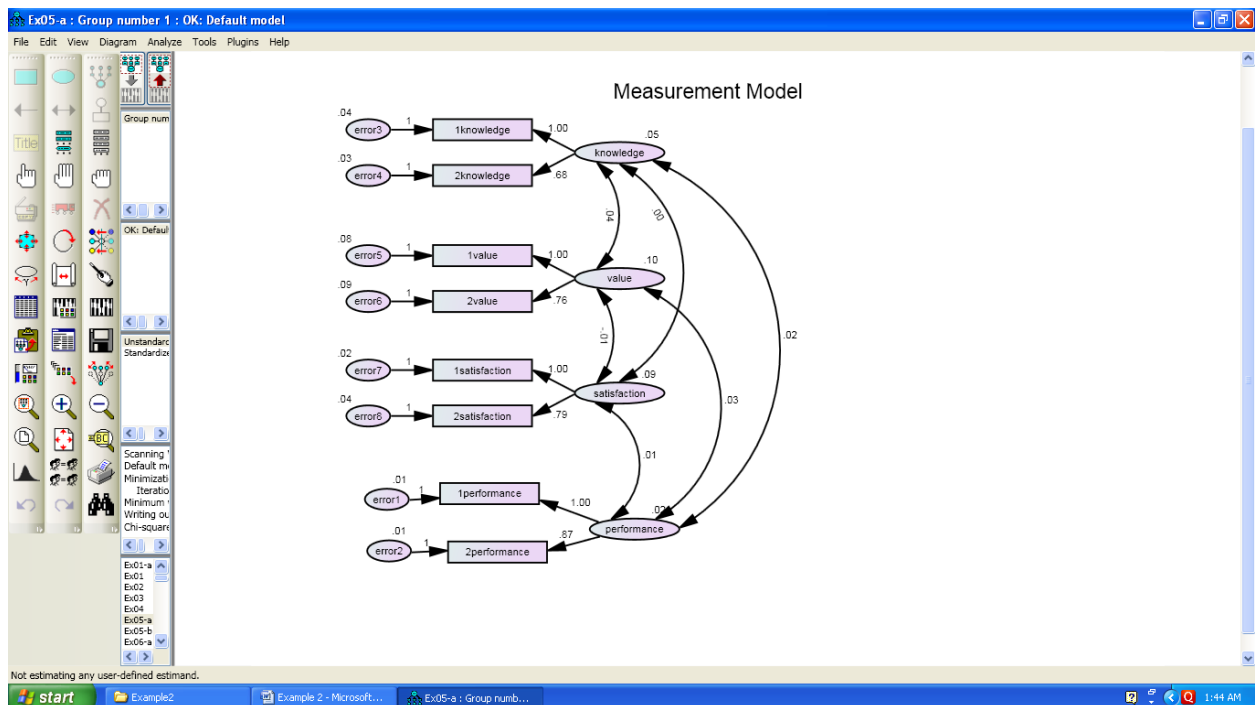 Ex05-a : Group number 1 : OK: Default model
File Edit View Diagram Analyze Tools Plugins Help
Title
Group num
OK: Defaul
Unstandarc
Standardize
Scanning
Default m
Minimizati
Iteratio
Minimum
Writing ou
Chi-square
Ex01-a
Ex01
Ex02
Ex03
Ex04
Ex05-a
Ex05-b
Ex06-a
Measurement Model
.04
error3 1 1knowledge 1.00 .05
knowledge
.03
error4 1 2knowledge .68
.04 .00
.08
error5 1 1value 1.00 .10
value
.09
error6 1 2value .76
-.01 .02
.02
error7 1 1satisfaction 1.00 .09
satisfaction
.04 .03
error8 1 2satisfaction .79
.01
.01
error1 1 1performance 1.00 .02
performance
.01
error2 1 2performance .87
Not estimating any user-defined estimand.
start Example2 Example 2 - Microsoft... Ex05-a : Group numb... 1:44 AM